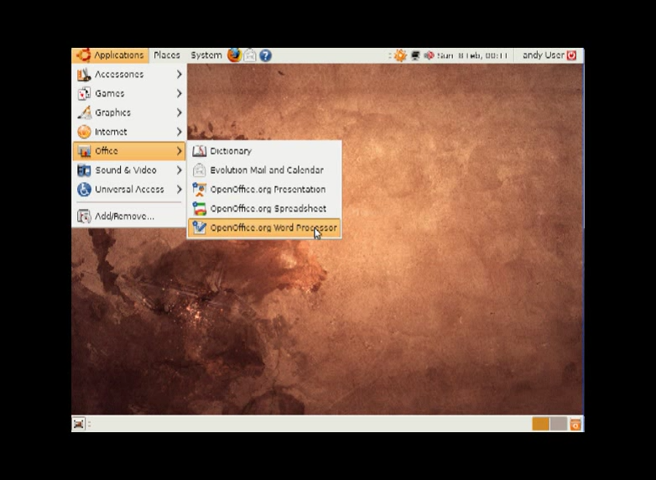 Applications Places System Sun 8 Feb, 00:11 andy User
Accessories
Games
Graphics
Internet
Office
Sound & Video
Universal Access
Add/Remove...
Dictionary
Evolution Mail and Calendar
OpenOffice.org Presentation
OpenOffice.org Spreadsheet
OpenOffice.org Word Processor